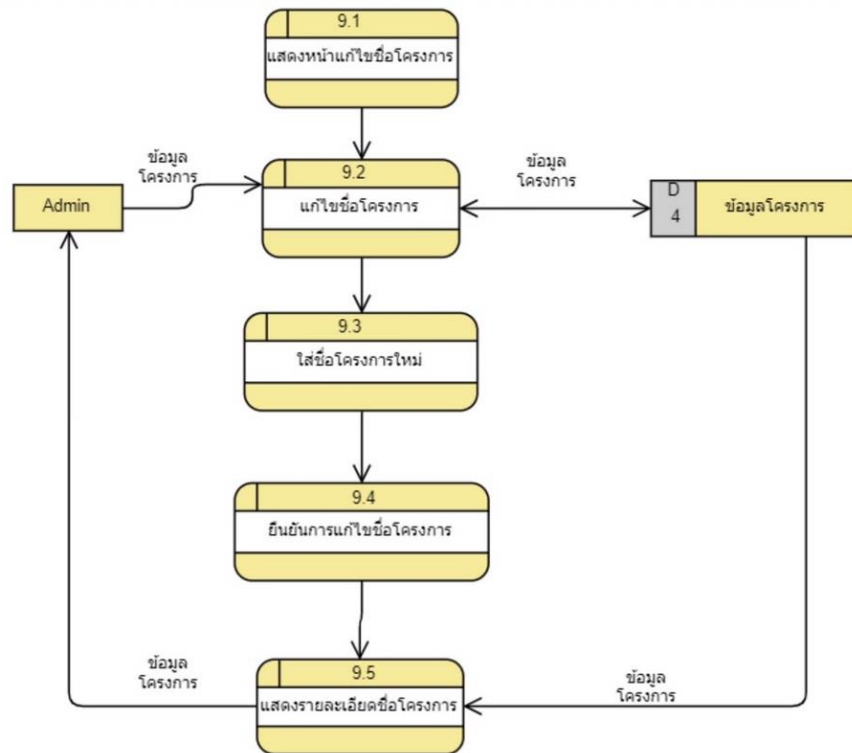 9.1
แสดงหน้าแก้ไขชื่อโครงการ
ข้อมูล
โครงการ
9.2
ข้อมูล
โครงการ
D
4
ข้อมูลโครงการ
Admin
แก้ไขชื่อโครงการ
9.3
ใส่ชื่อโครงการใหม่
9.4
ยืนยันการแก้ไขชื่อโครงการ
ข้อมูล
โครงการ
9.5
ข้อมูล
โครงการ
แสดงรายละเอียดชื่อโครงการ